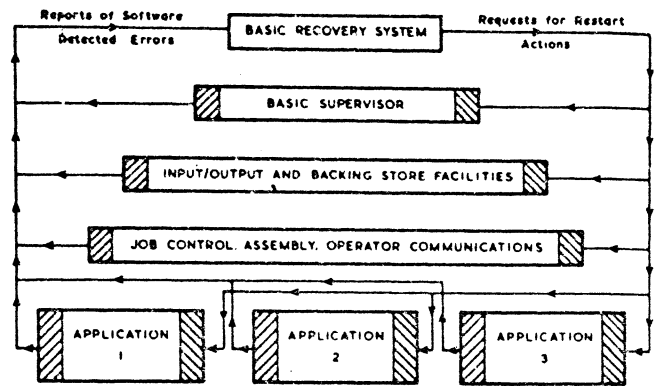 Reports of Software
Detected Errors
BASIC RECOVERY SYSTEM
Requests for Restart
Actions
BASIC SUPERVISOR
INPUT/OUTPUT AND BACKING STORE FACILITIES
JOB CONTROL, ASSEMBLY, OPERATOR COMMUNICATIONS
APPLICATION
1
APPLICATION
2
APPLICATION
3